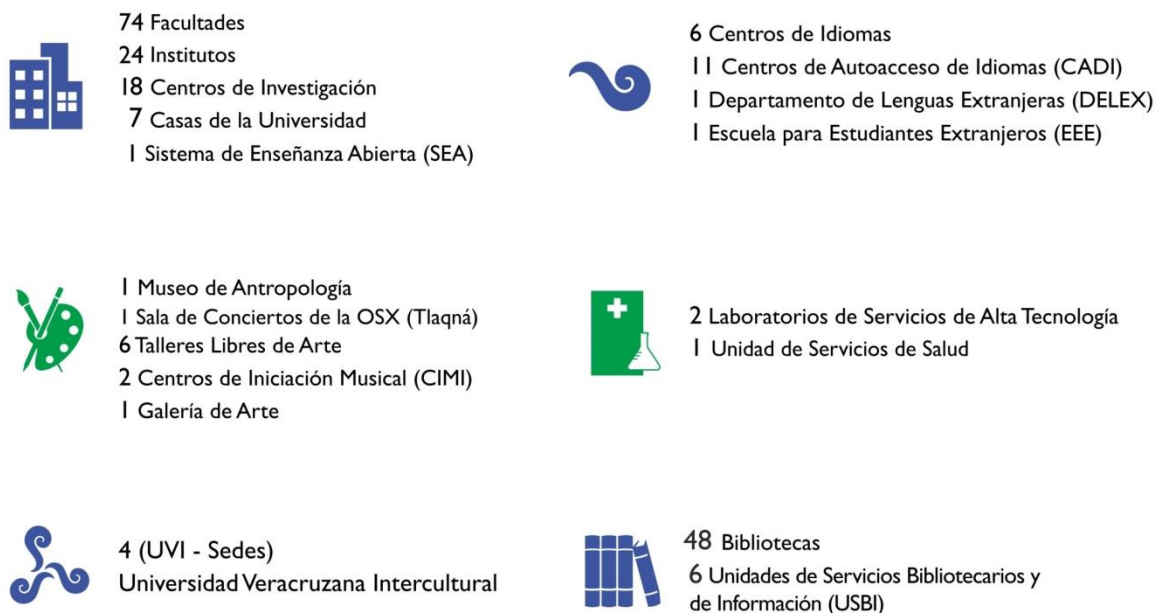 74 Facultades
24 Institutos
18 Centros de Investigación
7 Casas de la Universidad
1 Sistema de Enseñanza Abierta (SEA)
6 Centros de Idiomas
11 Centros de Autoacceso de Idiomas (CADI)
1 Departamento de Lenguas Extranjeras (DELEX)
1 Escuela para Estudiantes Extranjeros (EEE)
1 Museo de Antropología
1 Sala de Conciertos de la OSX (Tlaqná)
6 Talleres Libres de Arte
2 Centros de Iniciación Musical (CIMI)
1 Galería de Arte
2 Laboratorios de Servicios de Alta Tecnología
1 Unidad de Servicios de Salud
4 (UVI - Sedes)
Universidad Veracruzana Intercultural
48 Bibliotecas
6 Unidades de Servicios Bibliotecarios y
de Información (USBI)